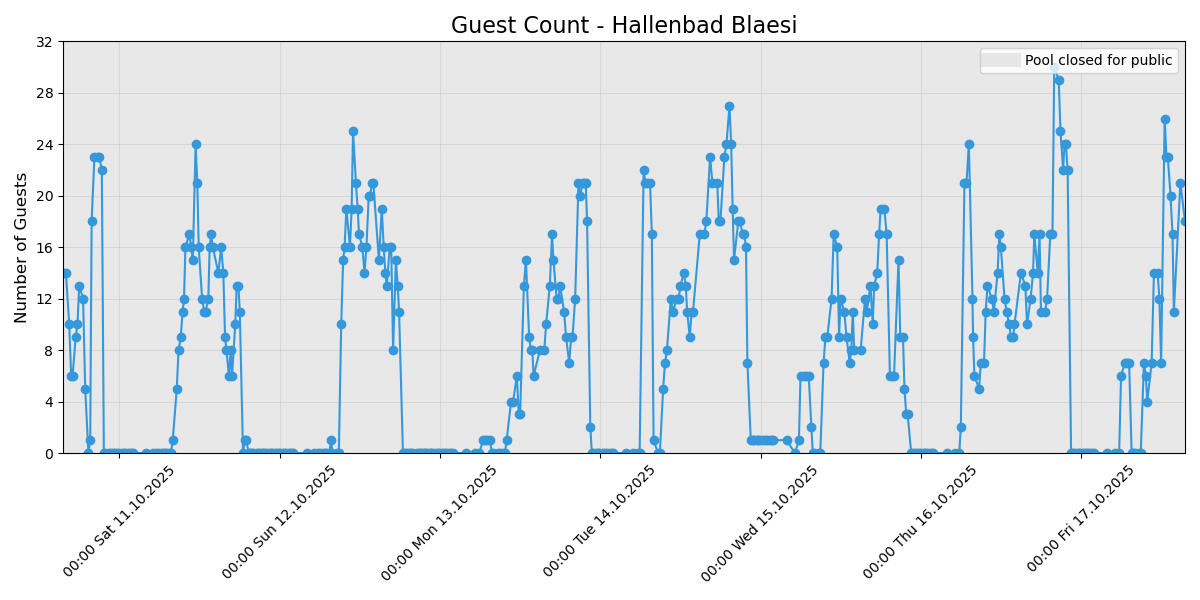 Guest Count - Hallenbad Blaesi
Pool closed for public
Number of Guests
32
28
24
20
16
12
8
4
0
00:00 Sat 11.10.2025
00:00 Sun 12.10.2025
00:00 Mon 13.10.2025
00:00 Tue 14.10.2025
00:00 Wed 15.10.2025
00:00 Thu 16.10.2025
00:00 Fri 17.10.2025